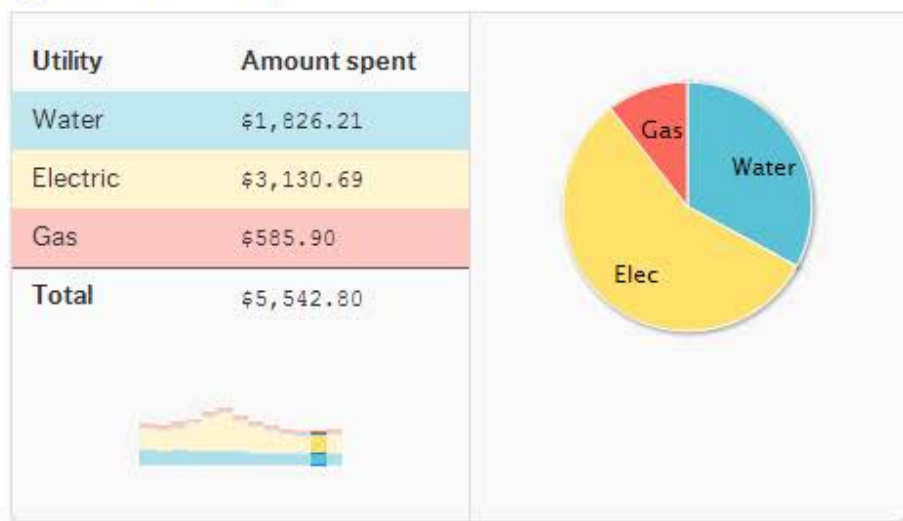 Utility Amount spent
Water $1,826.21
Electric $3,130.69
Gas $585.90
Total $5,542.80
Gas
Water
Elec